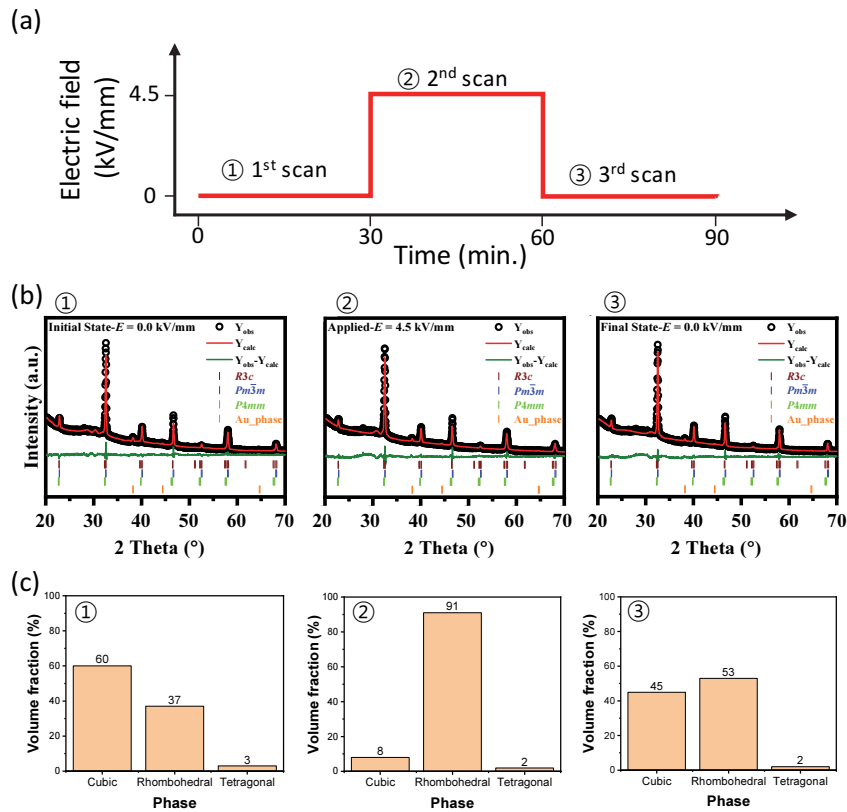 (a)
Electric field
(kV/mm)
4.5
0
① 1st scan
② 2nd scan
③ 3rd scan
0 30 60 90
Time (min.)
(b)
①
Initial State-E = 0.0 kV/mm
Yobs
Ycalc
Yobs-Ycalc
R3c
Pm3̅m
P4mm
Au_phase
Intensity (a.u.)
20 30 40 50 60 70
2 Theta (°)
②
Applied-E = 4.5 kV/mm
Yobs
Ycalc
Yobs-Ycalc
R3c
Pm3̅m
P4mm
Au_phase
20 30 40 50 60 70
2 Theta (°)
③
Final State-E = 0.0 kV/mm
Yobs
Ycalc
Yobs-Ycalc
R3c
Pm3̅m
P4mm
Au_phase
20 30 40 50 60 70
2 Theta (°)
(c)
①
Volume fraction (%)
100
80
60
40
20
0
60
37
3
Cubic Rhombohedral Tetragonal
Phase
②
Volume fraction (%)
100
80
60
40
20
0
8
91
2
Cubic Rhombohedral Tetragonal
Phase
③
Volume fraction (%)
100
80
60
40
20
0
45
53
2
Cubic Rhombohedral Tetragonal
Phase